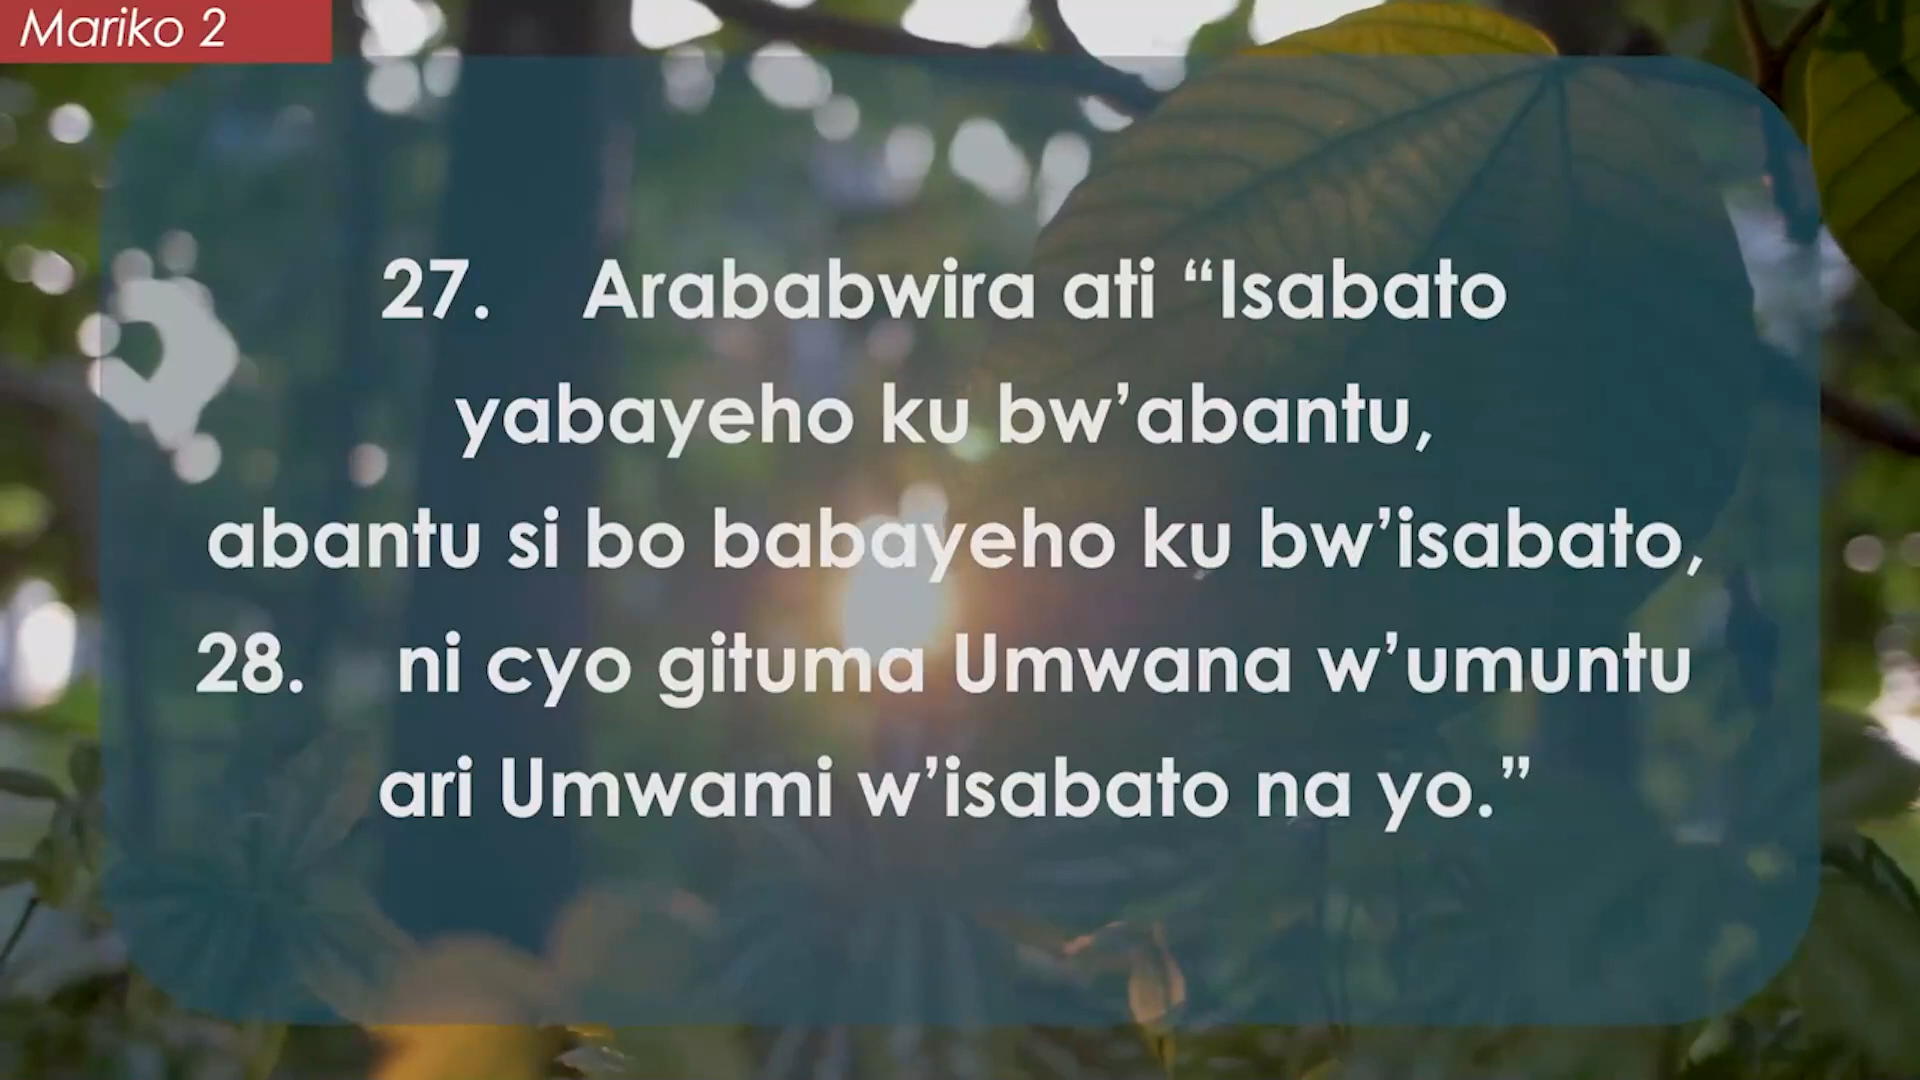 Mariko 2
27. Arababwira ati “Isabato
yabayeho ku bw’abantu,
abantu si bo babayeho ku bw’isabato,
28. ni cyo gituma Umwana w’umuntu
ari Umwami w’isabato na yo.”